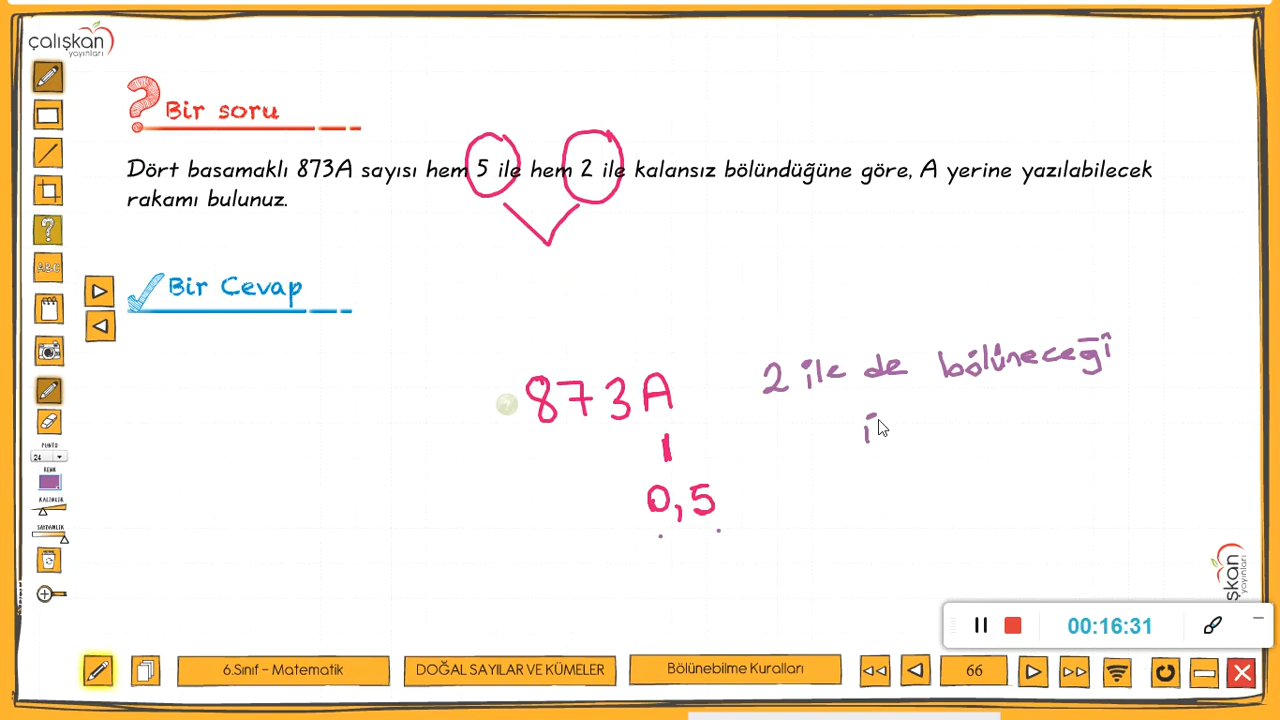 çalışkan
yayınları
Bir soru
Dört basamaklı 873A sayısı hem 5 ile hem 2 ile kalansız bölündüğüne göre, A yerine yazılabilecek
rakamı bulunuz.
Bir Cevap
873A
0,5
2 ile de bölüneceği
i
ABC
PUNTO
24
RENK
KALINLIK
SAYDAMLIK
şkan
yayınları
00:16:31
6.Sınıf - Matematik
DOĞAL SAYILAR VE KÜMELER
Bölünebilme Kuralları
66